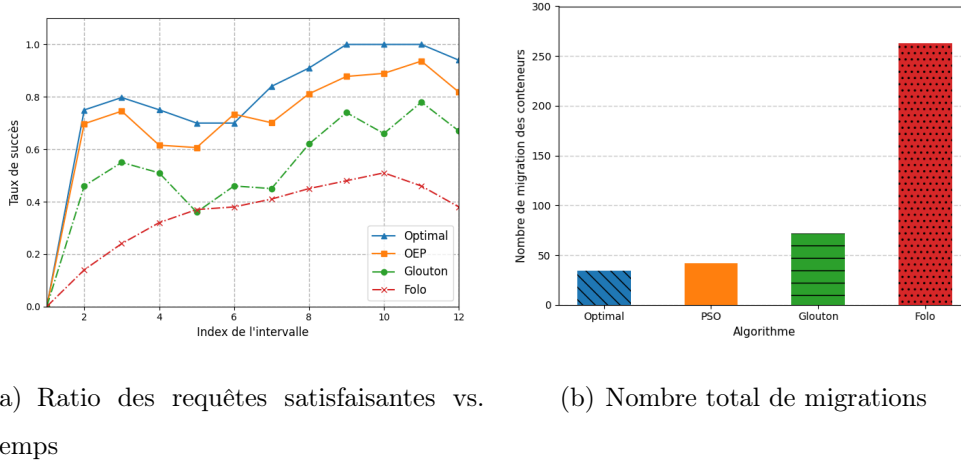 1.0
0.8
0.6
0.4
0.2
0.0
Taux de succès
2 4 6 8 10 12
Index de l'intervalle
Optimal
OEP
Glouton
Folo
300
250
200
150
100
50
0
Nombre de migration des conteneurs
Optimal PSO Glouton Folo
Algorithme
a) Ratio des requêtes satisfaisantes vs.
emps
(b) Nombre total de migrations